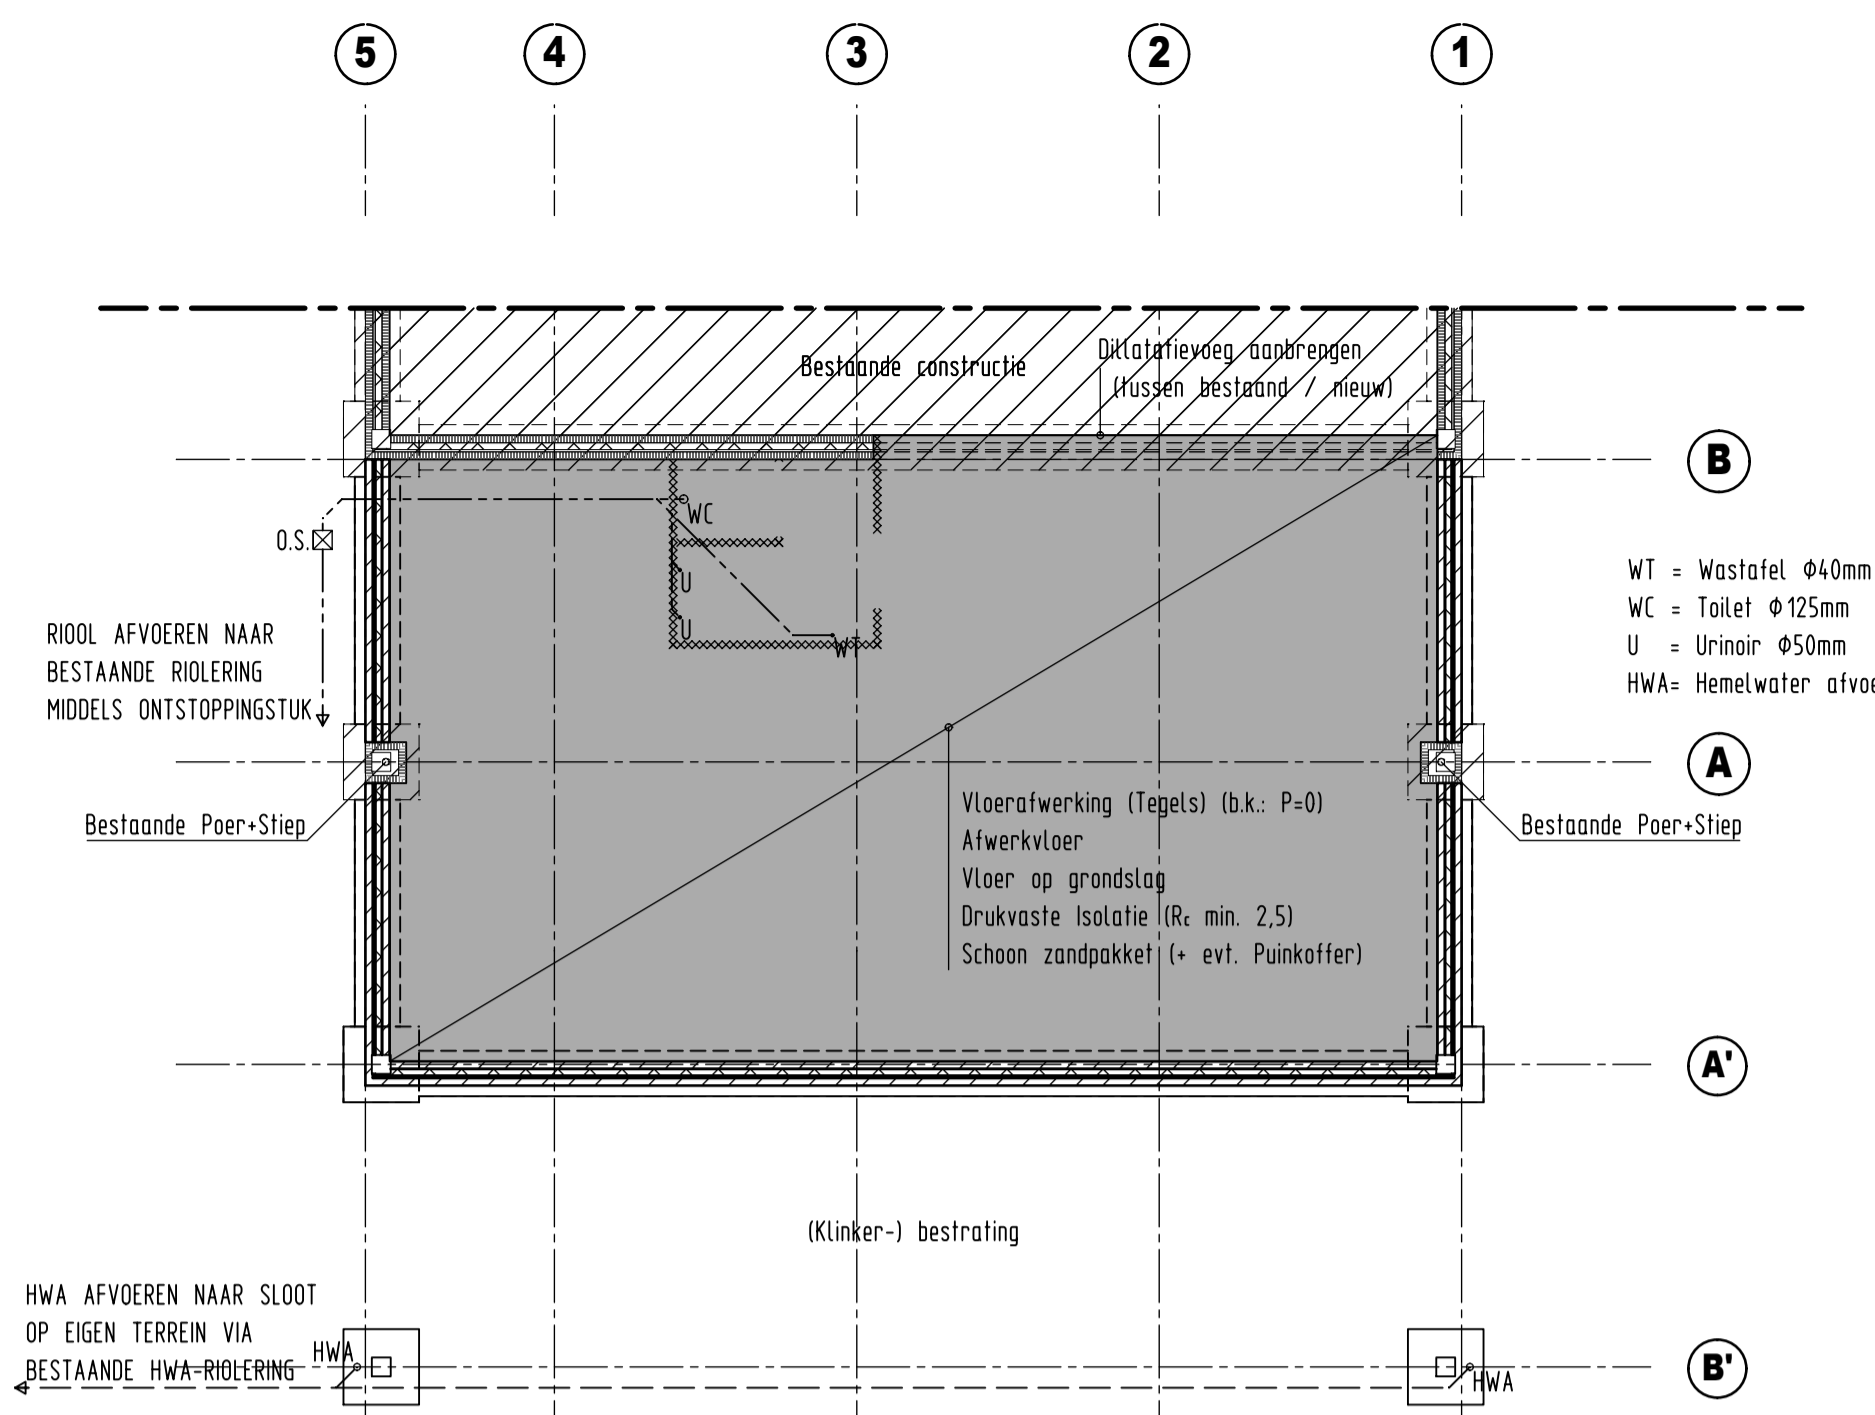 5 4 3 2 1
Bestaande constructie
Dillatatievoeg aanbrengen
(tussen bestaand / nieuw)
B
WC
O.S.
U
U
WT
WT = Wastafel Φ40mm
WC = Toilet Φ125mm
U = Urinoir Φ50mm
HWA= Hemelwater
RIOOL AFVOEREN NAAR
BESTAANDE RIOLERING
MIDDELS ONTSTOPPINGSTUK
A
Bestaande Poer+Stiep
Bestaande Poer+Stiep
Vloerafwerking (Tegels) (b.k.: P=0)
Afwerkvloer
Vloer op grondslag
Drukvaste Isolatie (Rc min. 2,5)
Schoon zandpakket (+ evt. Puinkoffer)
A'
(Klinker-) bestrating
HWA AFVOEREN NAAR SLOOT
OP EIGEN TERREIN VIA
BESTAANDE HWA-RIOLERING
HWA
HWA
B'